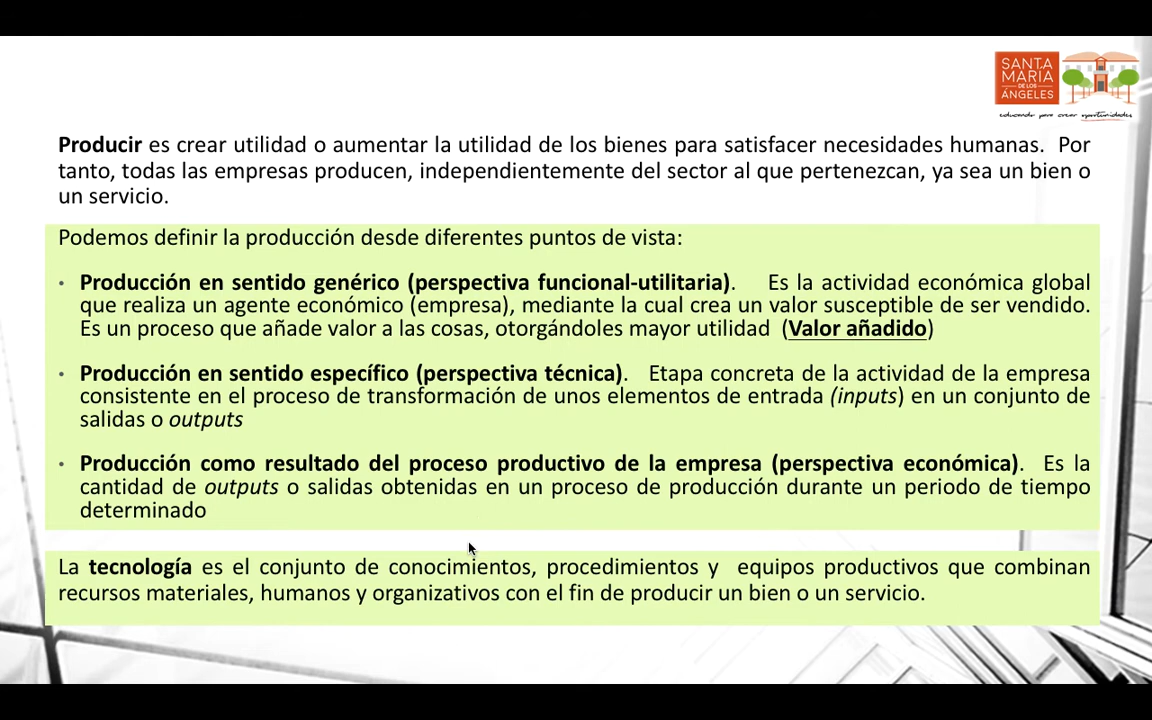 SANTA
MARIA
DE LOS
ÁNGELES
educando para crear oportunidades
Producir es crear utilidad o aumentar la utilidad de los bienes para satisfacer necesidades humanas. Por
tanto, todas las empresas producen, independientemente del sector al que pertenezcan, ya sea un bien o
un servicio.
Podemos definir la producción desde diferentes puntos de vista:
• Producción en sentido genérico (perspectiva funcional-utilitaria). Es la actividad económica global
que realiza un agente económico (empresa), mediante la cual crea un valor susceptible de ser vendido.
Es un proceso que añade valor a las cosas, otorgándoles mayor utilidad (Valor añadido)
• Producción en sentido específico (perspectiva técnica). Etapa concreta de la actividad de la empresa
consistente en el proceso de transformación de unos elementos de entrada (inputs) en un conjunto de
salidas o outputs
• Producción como resultado del proceso productivo de la empresa (perspectiva económica). Es la
cantidad de outputs o salidas obtenidas en un proceso de producción durante un periodo de tiempo
determinado
La tecnología es el conjunto de conocimientos, procedimientos y equipos productivos que combinan
recursos materiales, humanos y organizativos con el fin de producir un bien o un servicio.